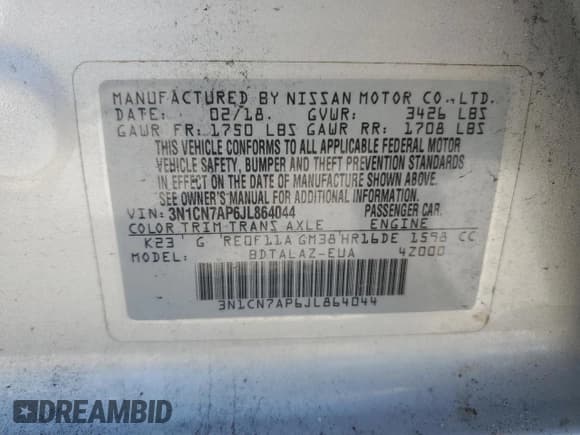 MANUFACTURED BY NISSAN MOTOR CO.,LTD.
DATE: 02/18. GVWR: 3426 LBS
GAWR FR: 1750 LBS GAWR RR: 1708 LBS
THIS VEHICLE CONFORMS TO ALL APPLICABLE FEDERAL MOTOR
VEHICLE SAFETY, BUMPER AND THEFT PREVENTION STANDARDS
IN EFFECT ON THE DATE OF MANUFACTURE SHOWN ABOVE.
SEE OWNER'S MANUAL FOR ADDITIONAL INFORMATION.
VIN: 3N1CN7AP6JL864044 PASSENGER CAR.
COLOR TRIM-TRANS AXLE ENGINE
K23 G RE0F11A GM38 HR16DE 1598 CC
MODEL: BDTALAZ-EUA 4Z000
3N1CN7AP6JL864044
DREAMBID